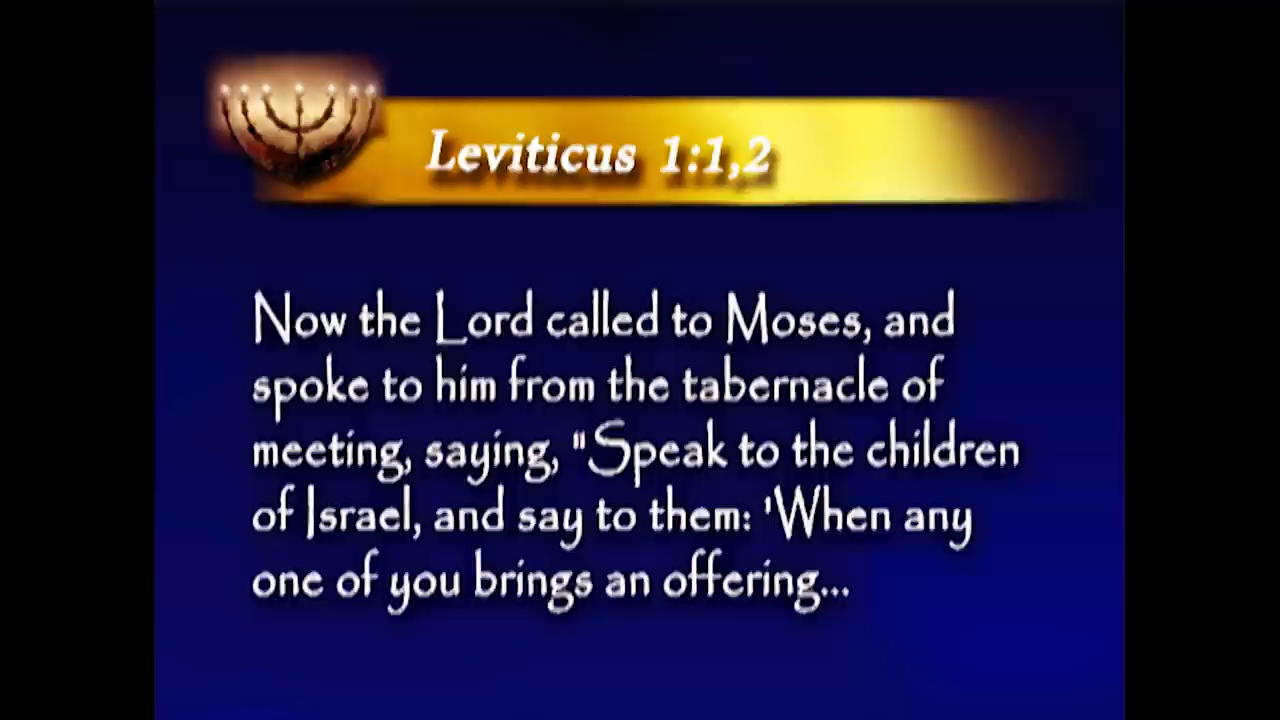 Leviticus 1:1,2
Now the Lord called to Moses, and
spoke to him from the tabernacle of
meeting, saying, "Speak to the children
of Israel, and say to them: 'When any
one of you brings an offering...